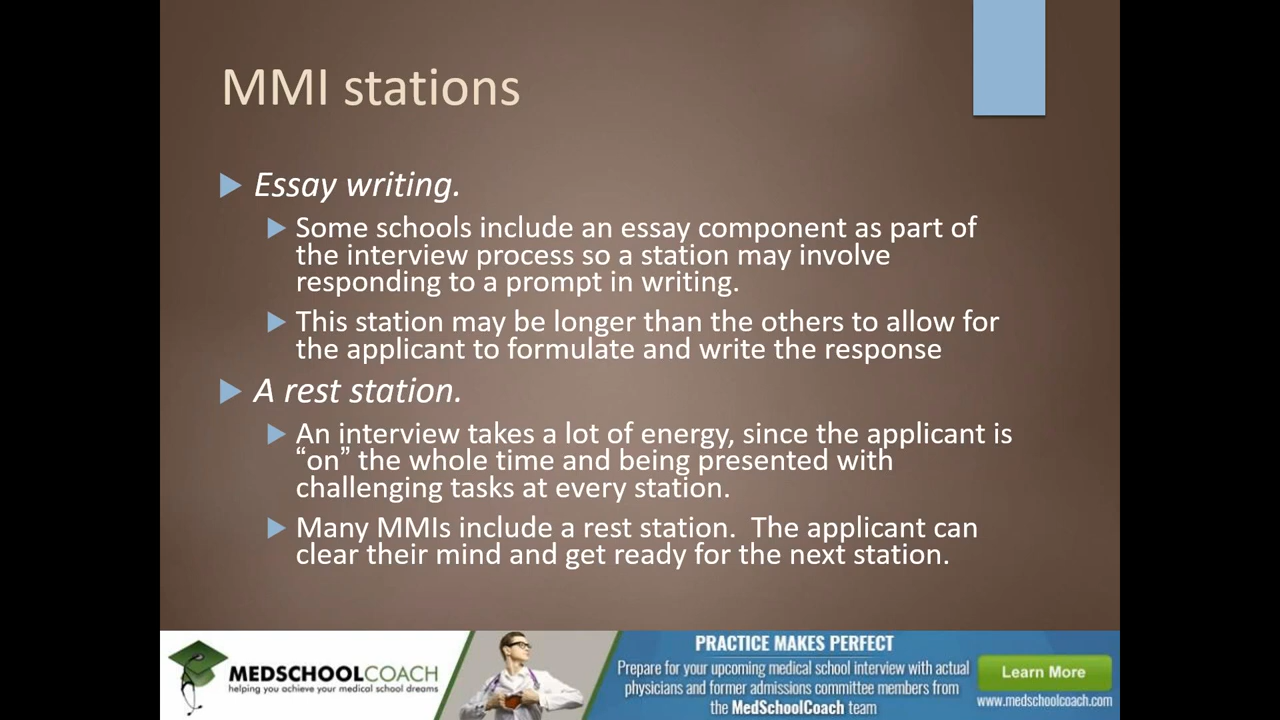 MMI stations
Essay writing.
Some schools include an essay component as part of
the interview process so a station may involve
responding to a prompt in writing.
This station may be longer than the others to allow for
the applicant to formulate and write the response
A rest station.
An interview takes a lot of energy, since the applicant is
“on” the whole time and being presented with
challenging tasks at every station.
Many MMIs include a rest station.  The applicant can
clear their mind and get ready for the next station.
MEDSCHOOLCOACH
helping you achieve your medical school dreams
PRACTICE MAKES PERFECT
Prepare for your upcoming medical school interview with actual
physicians and former admissions committee members from
the MedSchoolCoach team
Learn More
www.medschoolcoach.com